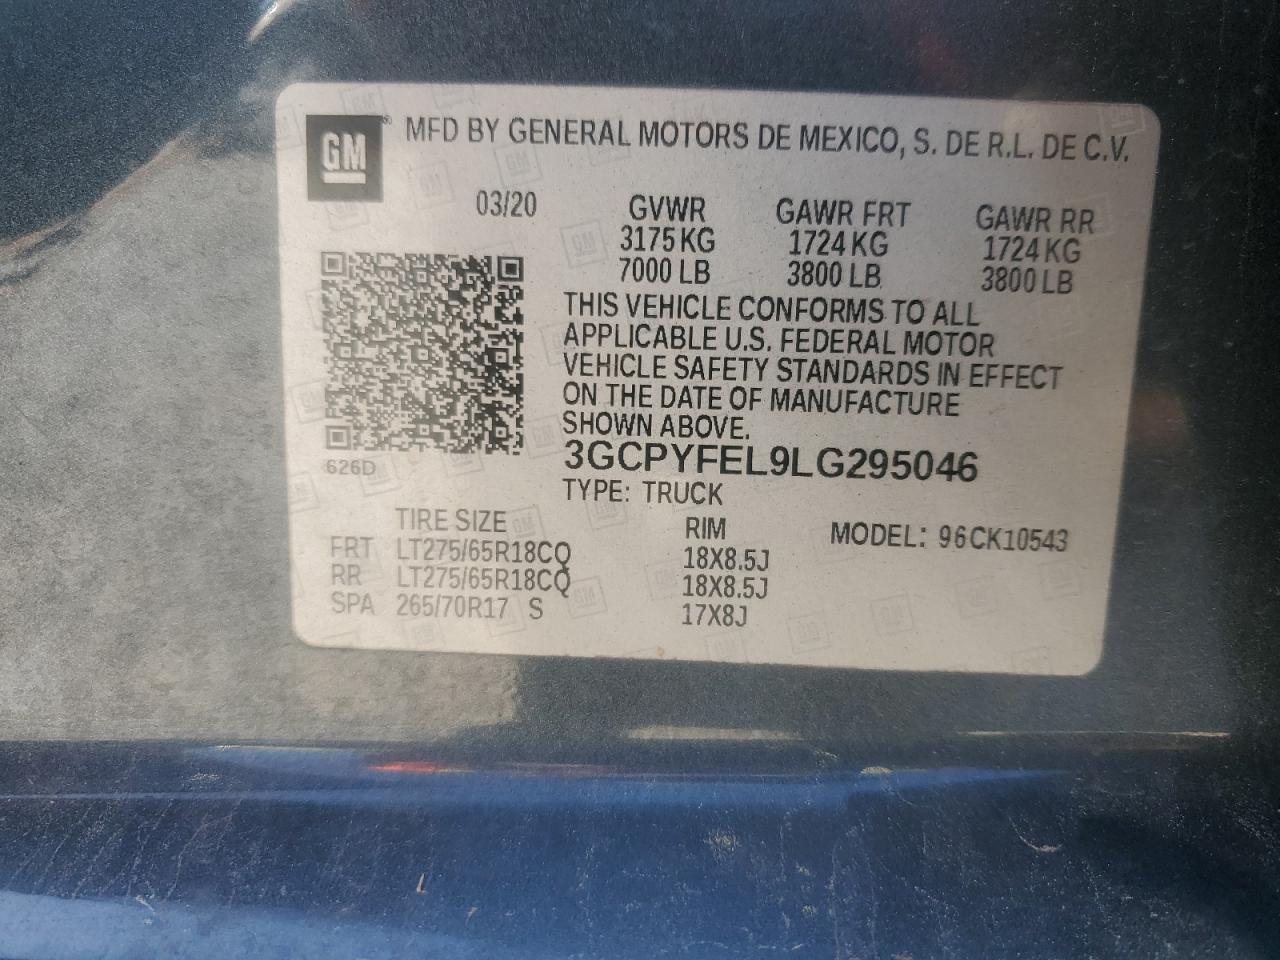 GM® MFD BY GENERAL MOTORS DE MEXICO, S. DE R.L. DE C.V.
03/20 GVWR GAWR FRT GAWR RR
3175 KG 1724 KG 1724 KG
7000 LB 3800 LB 3800 LB
THIS VEHICLE CONFORMS TO ALL
APPLICABLE U.S. FEDERAL MOTOR
VEHICLE SAFETY STANDARDS IN EFFECT
ON THE DATE OF MANUFACTURE
SHOWN ABOVE.
626D
3GCPYFEL9LG295046
TYPE: TRUCK
TIRE SIZE RIM MODEL: 96CK10543
FRT LT275/65R18CQ 18X8.5J
RR LT275/65R18CQ 18X8.5J
SPA 265/70R17 S 17X8J